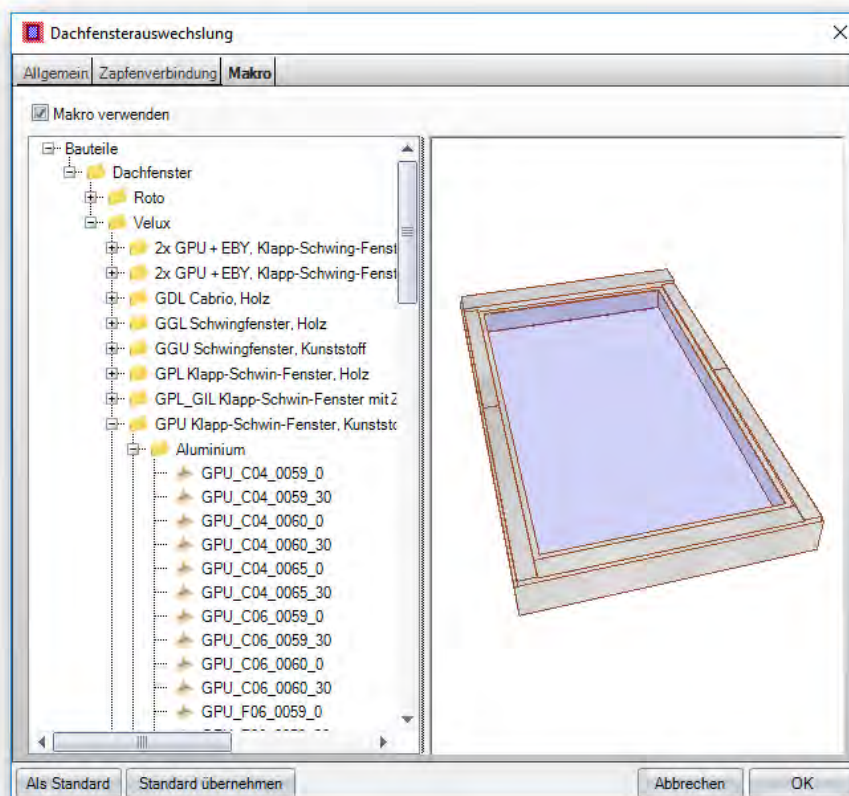 Dachfensterauswechslung
Allgemein Zapfenverbindung Makro
Makro verwenden
Bauteile
Dachfenster
Roto
Velux
2x GPU + EBY, Klapp-Schwing-Fenst
2x GPU + EBY, Klapp-Schwing-Fenst
GDL Cabrio, Holz
GGL Schwingfenster, Holz
GGU Schwingfenster, Kunststoff
GPL Klapp-Schwin-Fenster, Holz
GPL_GIL Klapp-Schwin-Fenster mit Z
GPU Klapp-Schwin-Fenster, Kunststo
Aluminium
GPU_C04_0059_0
GPU_C04_0059_30
GPU_C04_0060_0
GPU_C04_0060_30
GPU_C04_0065_0
GPU_C04_0065_30
GPU_C06_0059_0
GPU_C06_0059_30
GPU_C06_0060_0
GPU_C06_0060_30
GPU_F06_0059_0
Als Standard Standard übernehmen Abbrechen OK